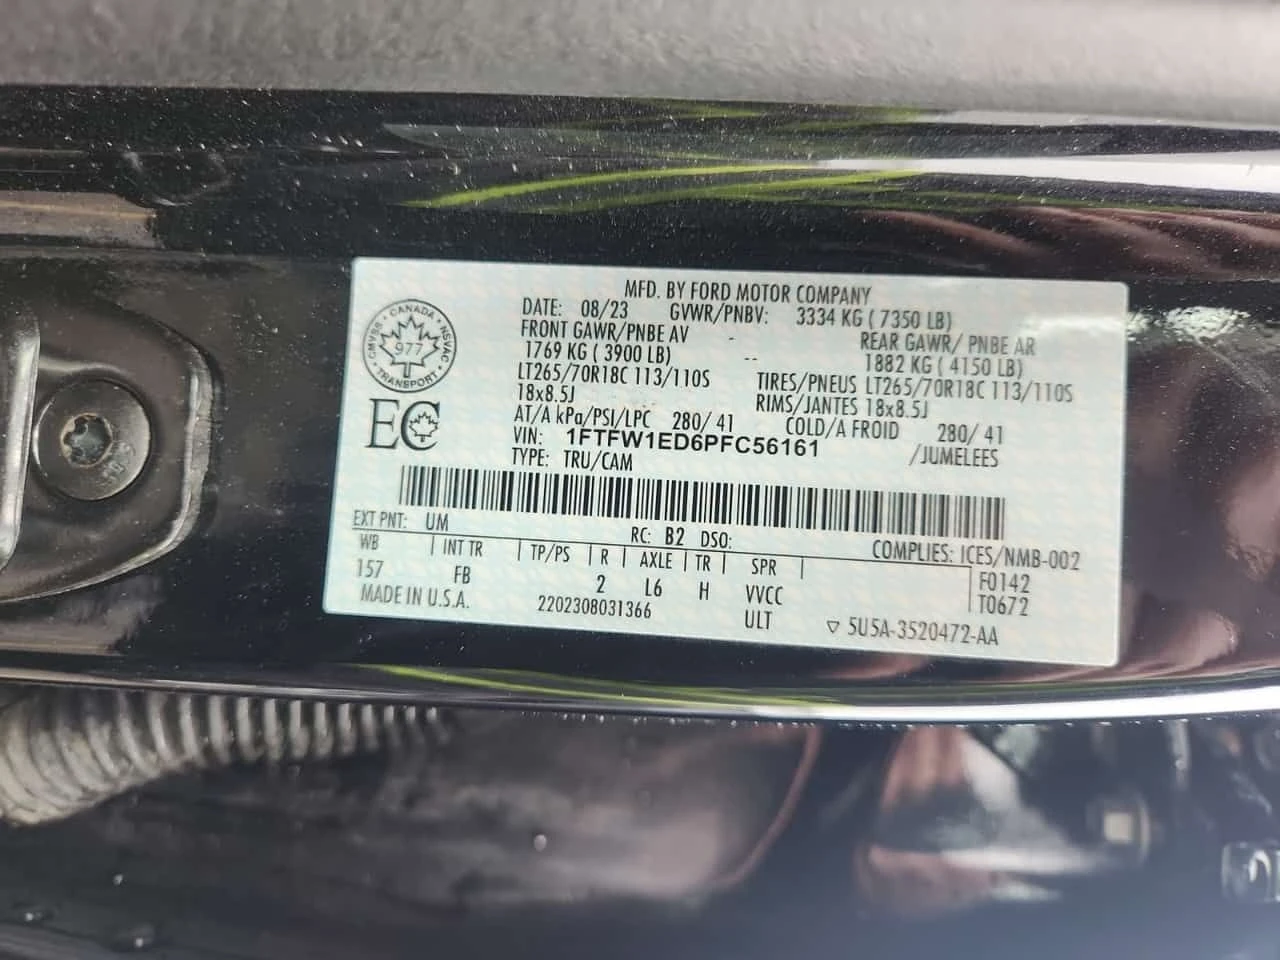 MFD. BY FORD MOTOR COMPANY
DATE: 08/23 GVWR/PNBV: 3334 KG ( 7350 LB)
FRONT GAWR/PNBE AV - REAR GAWR/ PNBE AR
1769 KG ( 3900 LB) -- 1882 KG ( 4150 LB)
LT265/70R18C 113/110S TIRES/PNEUS LT265/70R18C 113/110S
18x8.5J RIMS/JANTES 18x8.5J
AT/A kPa/PSI/LPC 280/ 41 COLD/A FROID 280/ 41
VIN: 1FTFW1ED6PFC56161 /JUMELEES
TYPE: TRU/CAM
CANADA
CMVSS NSVAC
977
TRANSPORT
EC
EXT PNT: UM RC: B2 DSO: COMPLIES: ICES/NMB-002
WB | INT TR | TP/PS | R | AXLE | TR | SPR | F0142
157 FB 2 L6 H VVCC T0672
MADE IN U.S.A. 2202308031366 ULT ▽ 5U5A-3520472-AA